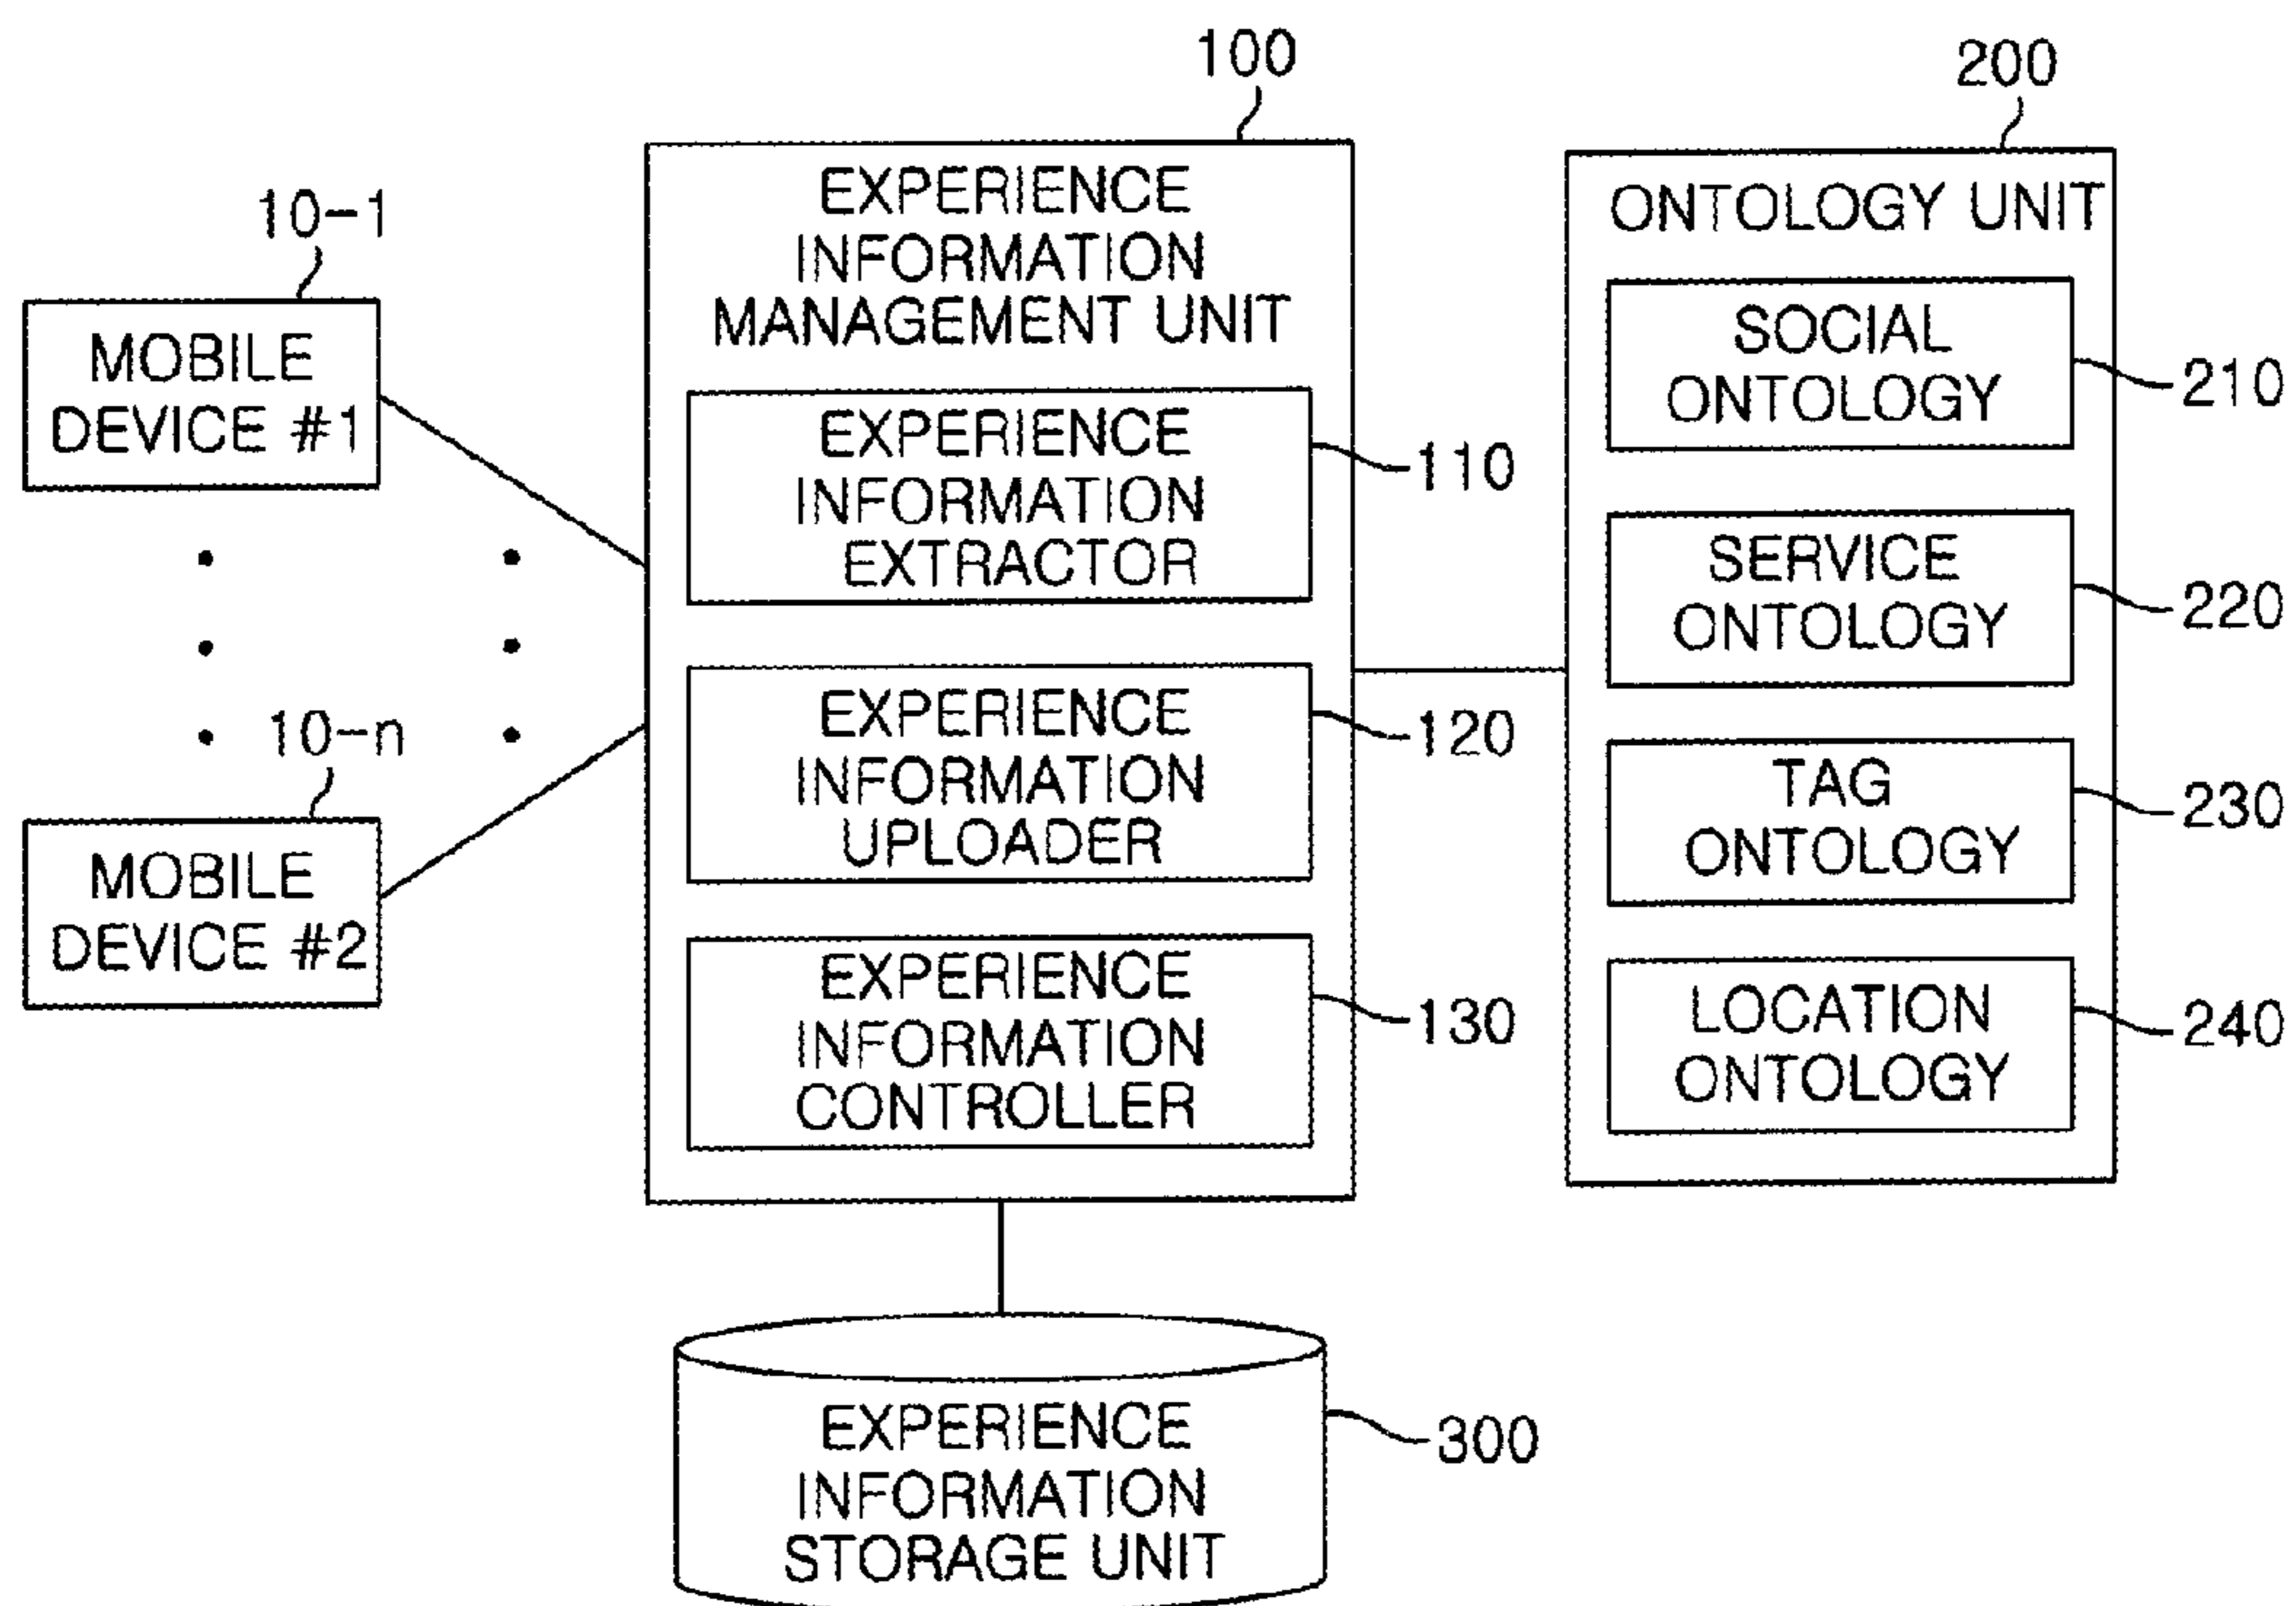 100
200
10-1
EXPERIENCE
INFORMATION
MANAGEMENT UNIT
ONTOLOGY UNIT
MOBILE
DEVICE #1
EXPERIENCE
INFORMATION
EXTRACTOR
110
SOCIAL
ONTOLOGY
210
SERVICE
ONTOLOGY
220
10-n
MOBILE
DEVICE #2
EXPERIENCE
INFORMATION
UPLOADER
120
TAG
ONTOLOGY
230
EXPERIENCE
INFORMATION
CONTROLLER
130
LOCATION
ONTOLOGY
240
EXPERIENCE
INFORMATION
STORAGE UNIT
300